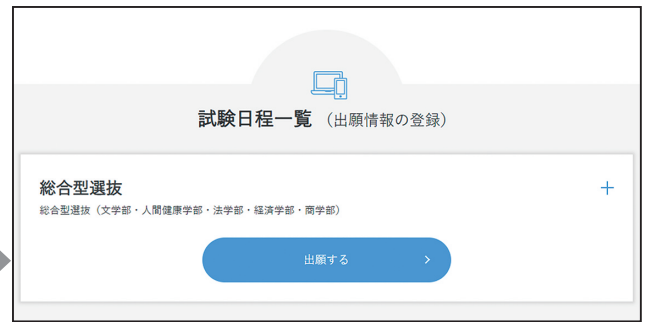 試験日程一覧 （出願情報の登録）
総合型選抜
総合型選抜（文学部・人間健康学部・法学部・経済学部・商学部）
出願する